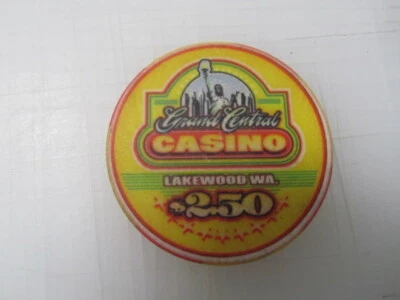 Grand Central
CASINO
LAKEWOOD WA.
$2.50